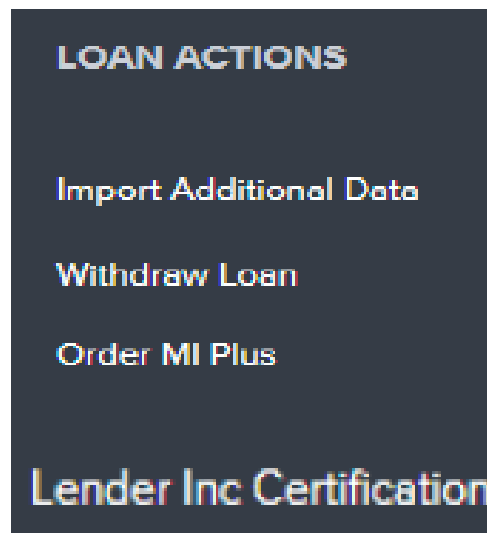 LOAN ACTIONS
Import Additional Data
Withdraw Loan
Order MI Plus
Lender Inc Certification